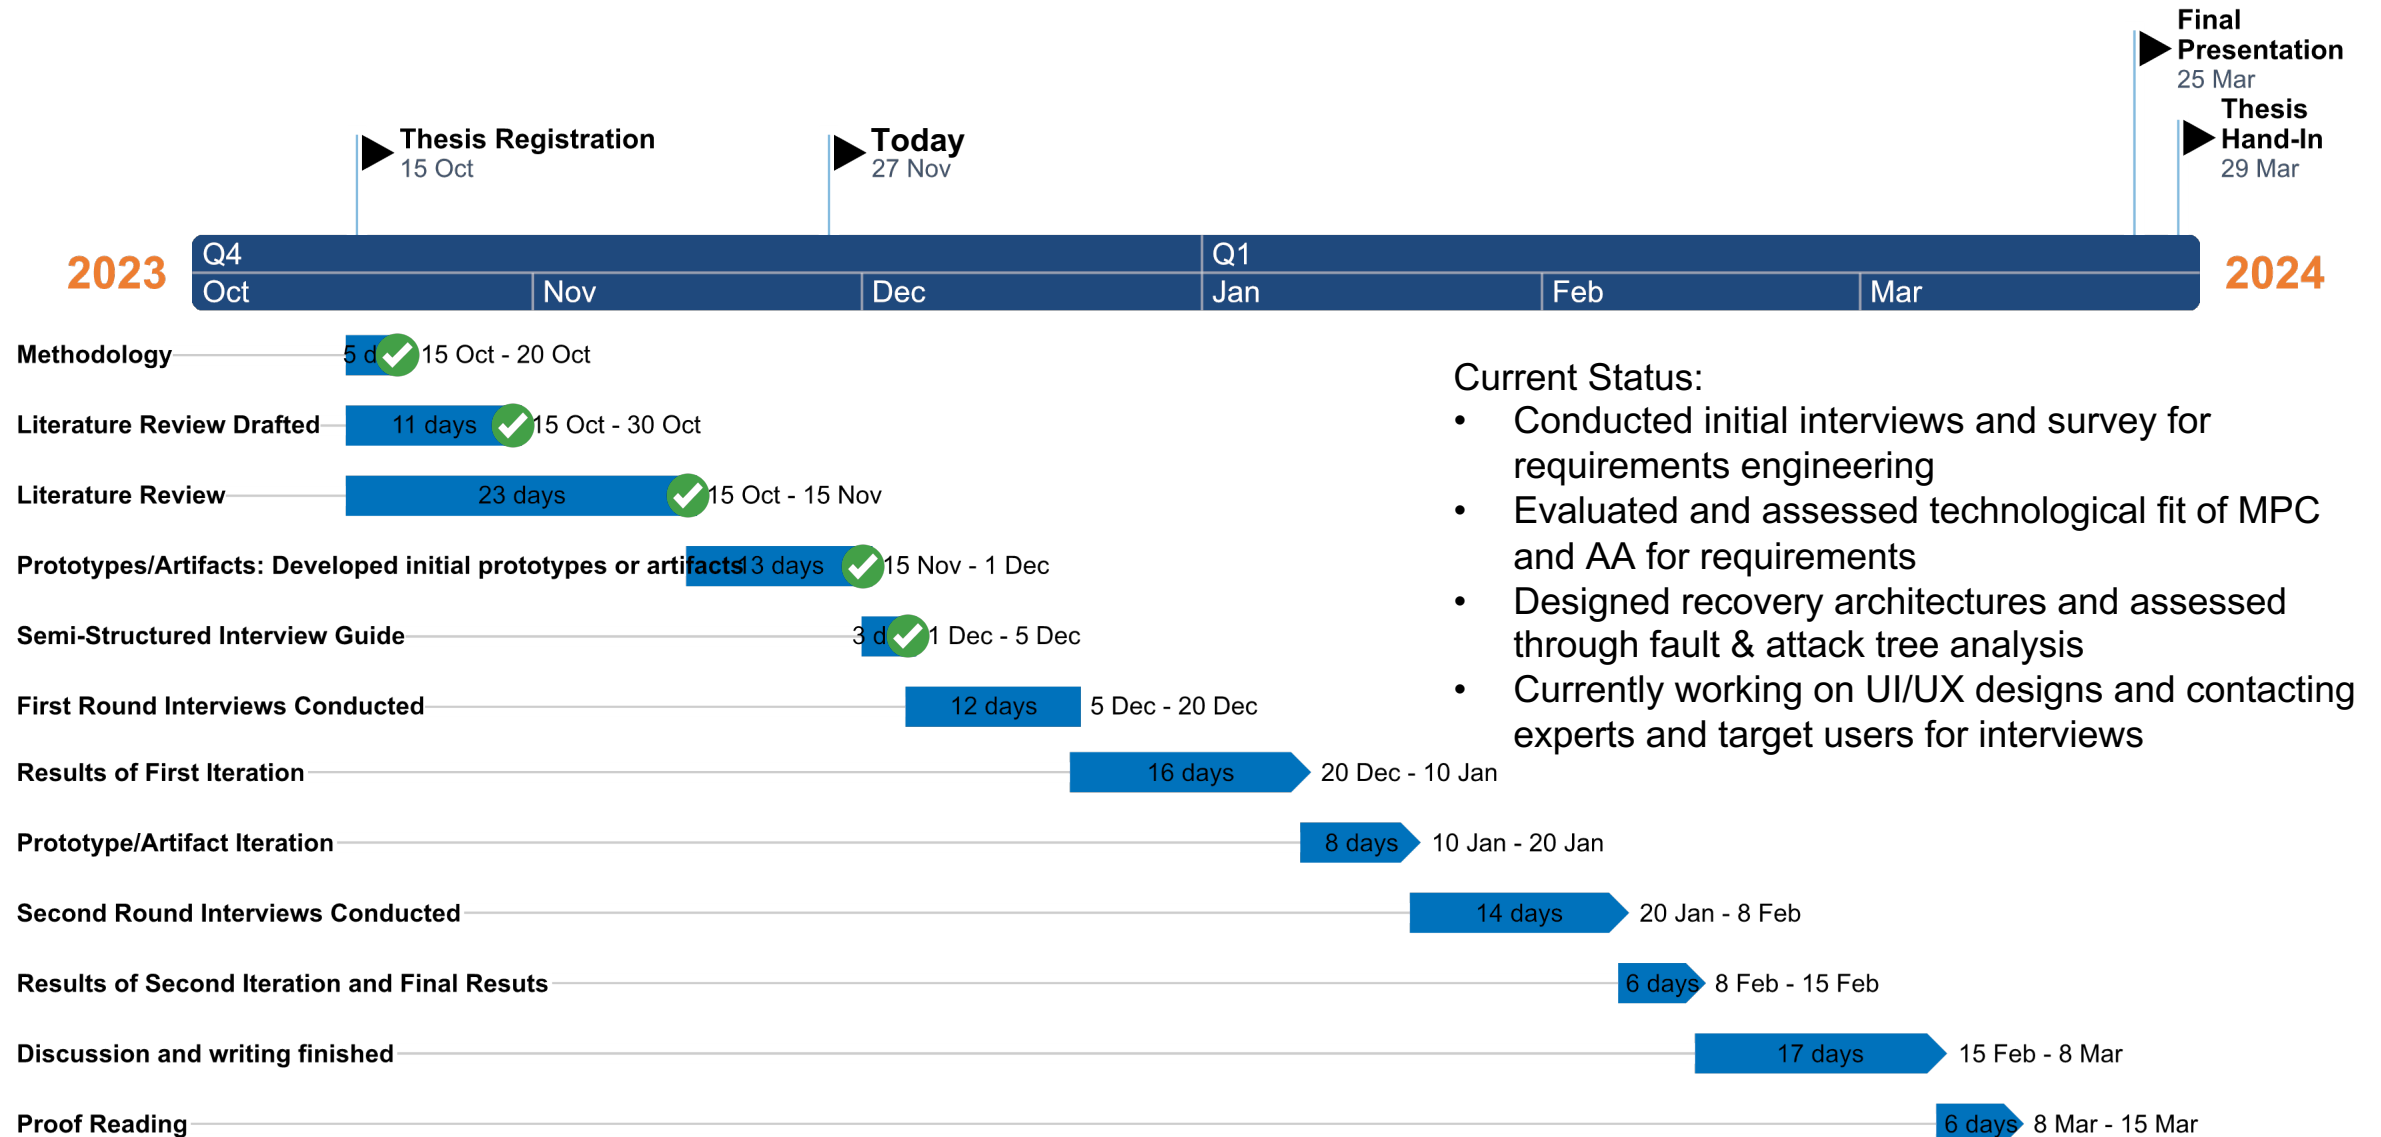 Final
Presentation
25 Mar
Thesis
Hand-In
29 Mar
Thesis Registration
15 Oct
Today
27 Nov
2023
Q4
Q1
2024
Oct
Nov
Dec
Jan
Feb
Mar
Methodology
5 d
15 Oct - 20 Oct
Literature Review Drafted
11 days
15 Oct - 30 Oct
Literature Review
23 days
15 Oct - 15 Nov
Prototypes/Artifacts: Developed initial prototypes or artifacts
13 days
15 Nov - 1 Dec
Semi-Structured Interview Guide
3 d
1 Dec - 5 Dec
First Round Interviews Conducted
12 days
5 Dec - 20 Dec
Results of First Iteration
16 days
20 Dec - 10 Jan
Prototype/Artifact Iteration
8 days
10 Jan - 20 Jan
Second Round Interviews Conducted
14 days
20 Jan - 8 Feb
Results of Second Iteration and Final Resuts
6 days
8 Feb - 15 Feb
Discussion and writing finished
17 days
15 Feb - 8 Mar
Proof Reading
6 days
8 Mar - 15 Mar
Current Status:
• Conducted initial interviews and survey for
requirements engineering
• Evaluated and assessed technological fit of MPC
and AA for requirements
• Designed recovery architectures and assessed
through fault & attack tree analysis
• Currently working on UI/UX designs and contacting
experts and target users for interviews